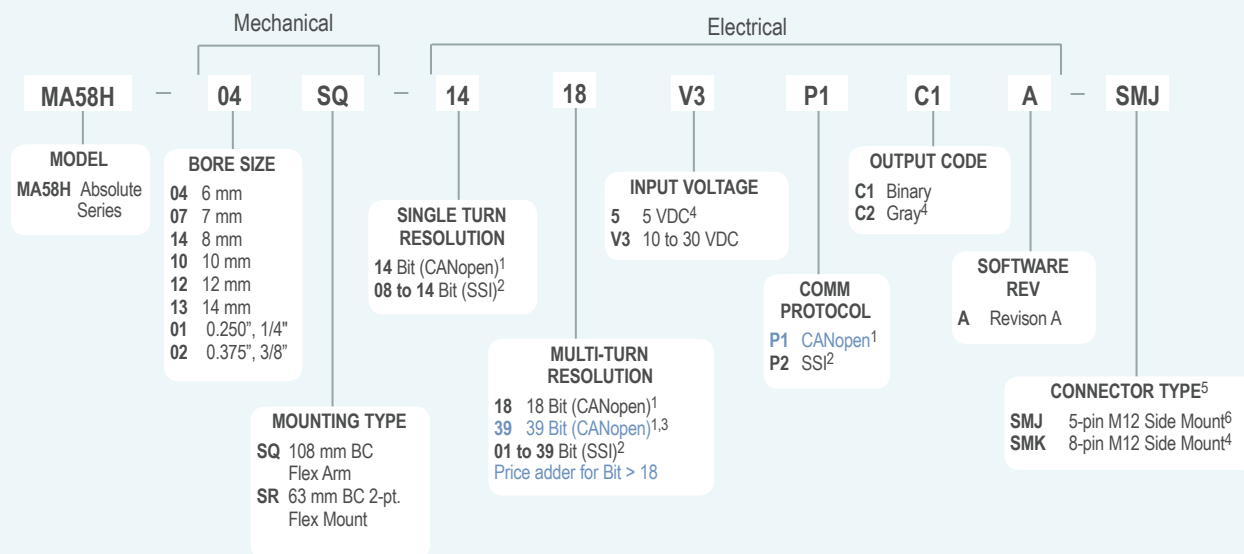 Mechanical
Electrical
MA58H – 04 SQ – 14 18 V3 P1 C1 A – SMJ
MODEL
MA58H Absolute
Series
BORE SIZE
04 6 mm
07 7 mm
14 8 mm
10 10 mm
12 12 mm
13 14 mm
01 0.250”, 1/4"
02 0.375”, 3/8”
MOUNTING TYPE
SQ 108 mm BC
Flex Arm
SR 63 mm BC 2-pt.
Flex Mount
SINGLE TURN
RESOLUTION
14 Bit (CANopen)1
08 to 14 Bit (SSI)2
MULTI-TURN
RESOLUTION
18 18 Bit (CANopen)1
39 39 Bit (CANopen)1,3
01 to 39 Bit (SSI)2
Price adder for Bit > 18
INPUT VOLTAGE
5 5 VDC4
V3 10 to 30 VDC
COMM
PROTOCOL
P1 CANopen1
P2 SSI2
OUTPUT CODE
C1 Binary
C2 Gray4
SOFTWARE
REV
A Revison A
CONNECTOR TYPE5
SMJ 5-pin M12 Side Mount6
SMK 8-pin M12 Side Mount4